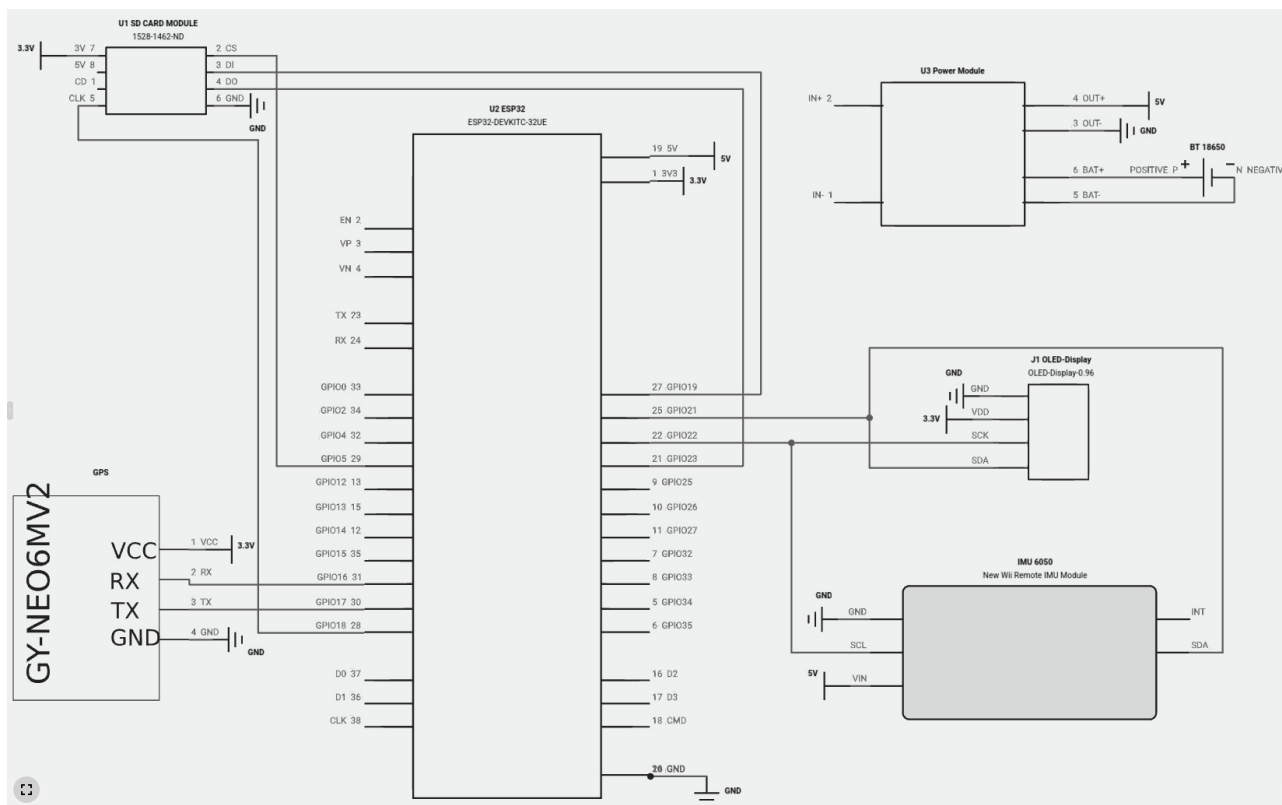 U1 SD CARD MODULE
1528-1462-ND
3.3V
3V 7
2 CS
5V 8
3 DI
CD 1
4 DO
CLK 5
6 GND
GND
U2 ESP32
ESP32-DEVKITC-32UE
19 5V
5V
1 3V3
3.3V
EN 2
VP 3
VN 4
TX 23
RX 24
GPIO0 33
GPIO2 34
GPIO4 32
GPIO5 29
GPIO12 13
GPIO13 15
GPIO14 12
GPIO15 35
GPIO16 31
GPIO17 30
GPIO18 28
D0 37
D1 36
CLK 38
27 GPIO19
25 GPIO21
22 GPIO22
21 GPIO23
9 GPIO25
10 GPIO26
11 GPIO27
7 GPIO32
8 GPIO33
5 GPIO34
6 GPIO35
16 D2
17 D3
18 CMD
GND
GND
U3 Power Module
IN+ 2
IN- 1
4 OUT+
5V
3 OUT-
GND
BT 18650
6 BAT+
POSITIVE P
+
−
N NEGATIV
5 BAT-
J1 OLED-Display
OLED-Display-0.96
GND
GND
3.3V
VDD
SCK
SDA
IMU 6050
New Wii Remote IMU Module
GND
GND
SCL
5V
VIN
INT
SDA
GPS
GY-NEO6MV2
VCC
1 VCC
3.3V
RX
2 RX
TX
3 TX
GND
4 GND
GND